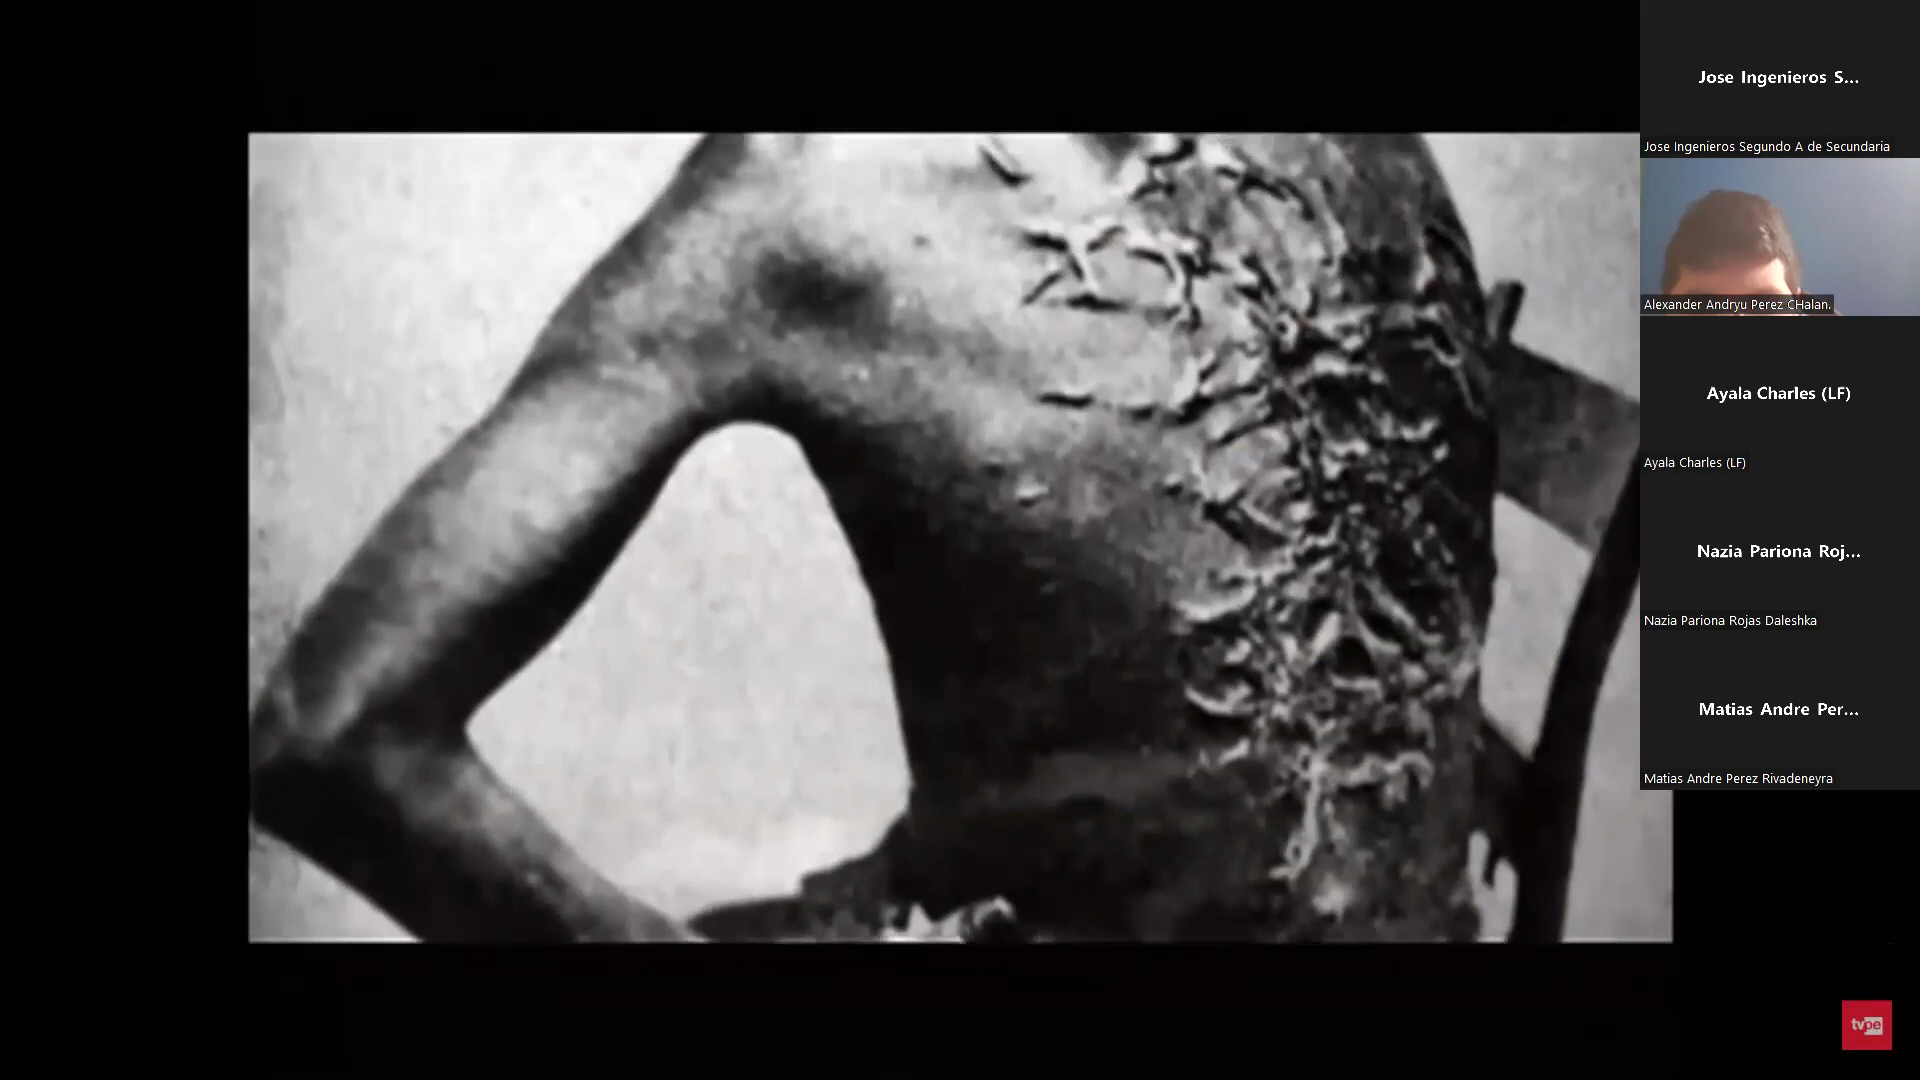 Jose Ingenieros S...
Jose Ingenieros Segundo A de Secundaria
Alexander Andryu Perez CHalan.
Ayala Charles (LF)
Ayala Charles (LF)
Nazia Pariona Roj...
Nazia Pariona Rojas Daleshka
Matias Andre Per...
Matias Andre Perez Rivadeneyra
tvpe